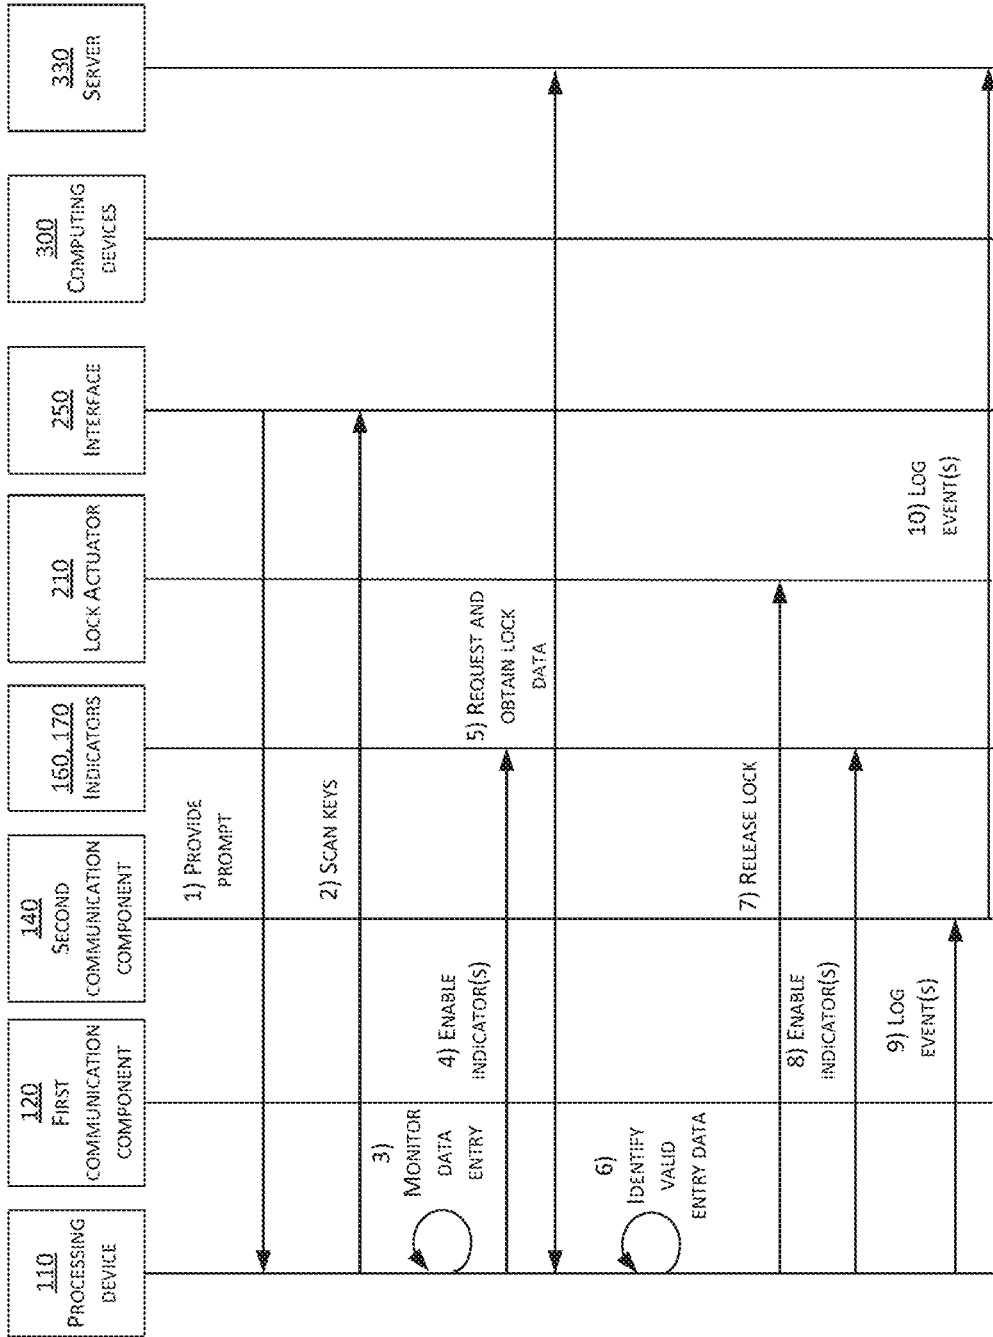 110
PROCESSING
DEVICE
120
FIRST
COMMUNICATION
COMPONENT
140
SECOND
COMMUNICATION
COMPONENT
160, 170
INDICATORS
210
LOCK ACTUATOR
250
INTERFACE
300
COMPUTING
DEVICES
330
SERVER
1) PROVIDE
PROMPT
2) SCAN KEYS
3)
MONITOR
DATA
ENTRY
4) ENABLE
INDICATOR(S)
5) REQUEST AND
OBTAIN LOCK
DATA
6)
IDENTIFY
VALID
ENTRY DATA
7) RELEASE LOCK
8) ENABLE
INDICATOR(S)
9) LOG
EVENT(S)
10) LOG
EVENT(S)